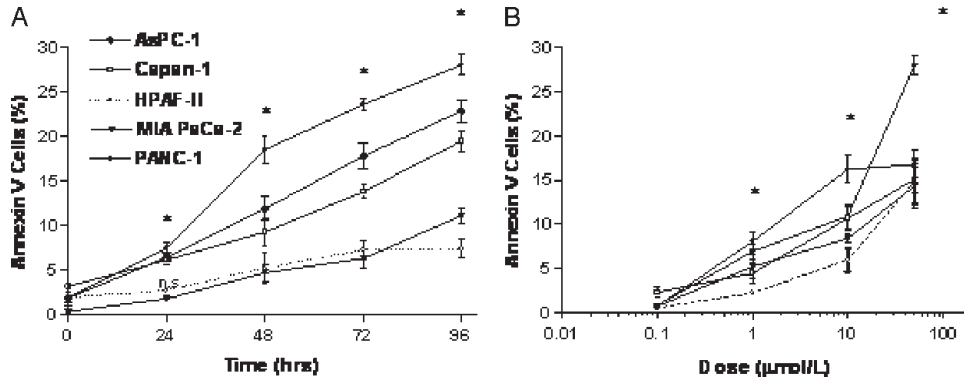 A
*
*
*
*
AsPC-1
Capan-1
HPAF-II
MIA PaCa-2
PANC-1
n.s
Annexin V Cells (%)
30
25
20
15
10
5
0
0 24 48 72 96
Time (hrs)
B
*
*
*
Annexin V Cells (%)
30
25
20
15
10
5
0
0.01 0.1 1 10 100
Dose (μmol/L)